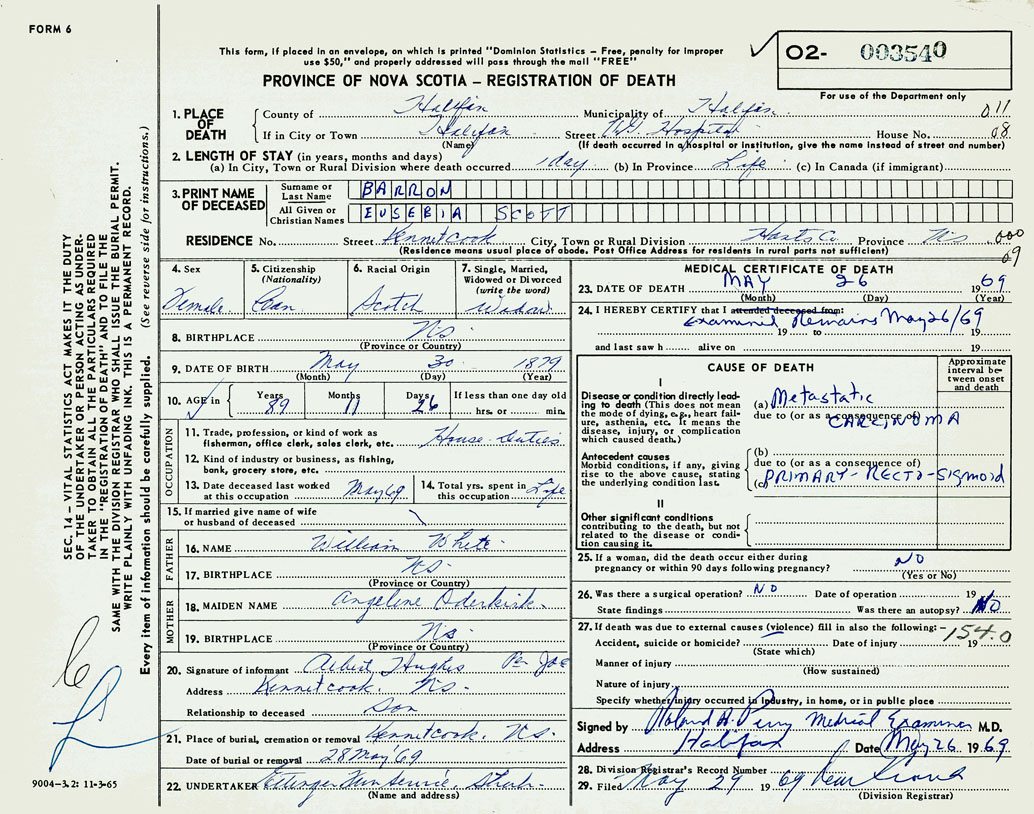 FORM 6
This form, if placed in an envelope, on which is printed "Dominion Statistics – Free, penalty for improper
use $50," and properly addressed will pass through the mail "FREE"
PROVINCE OF NOVA SCOTIA – REGISTRATION OF DEATH
O2- 003540
For use of the Department only
SEC. 14 – VITAL STATISTICS ACT MAKES IT THE DUTY
OF THE UNDERTAKER OR PERSON ACTING AS UNDER-
TAKER TO OBTAIN ALL THE PARTICULARS REQUIRED
IN THE "REGISTRATION OF DEATH" AND TO FILE THE
SAME WITH THE DIVISION REGISTRAR WHO SHALL ISSUE THE BURIAL PERMIT.
WRITE PLAINLY WITH UNFADING INK. THIS IS A PERMANENT RECORD.
Every item of information should be carefully supplied. (See reverse side for instructions.)
1. PLACE OF DEATH
County of Halifax Municipality of Halifax 011
If in City or Town Halifax Street V.G. Hospital House No. 08
(Name) (If death occurred in a hospital or institution, give the name instead of street and number)
2. LENGTH OF STAY (in years, months and days)
(a) In City, Town or Rural Division where death occurred 1 day (b) In Province Life (c) In Canada (if immigrant)
3. PRINT NAME OF DECEASED
Surname or Last Name BARRON
All Given or Christian Names EUSEBIA SCOTT
RESIDENCE No. Street Kennetcook City, Town or Rural Division Hants Co. Province N.S. 000
(Residence means usual place of abode. Post Office Address for residents in rural parts not sufficient) 69
4. Sex Female
5. Citizenship (Nationality) Can
6. Racial Origin Scotch
7. Single, Married, Widowed or Divorced (write the word) Widow
8. BIRTHPLACE N.S.
(Province or Country)
9. DATE OF BIRTH May 30 1879
(Month) (Day) (Year)
10. AGE in Years 89 Months 11 Days 26 If less than one day old hrs. or min.
OCCUPATION
11. Trade, profession, or kind of work as fisherman, office clerk, sales clerk, etc. House duties
12. Kind of industry or business, as fishing, bank, grocery store, etc.
13. Date deceased last worked at this occupation May 69
14. Total yrs. spent in this occupation Life
15. If married give name of wife or husband of deceased
FATHER
16. NAME William White
17. BIRTHPLACE N.S.
(Province or Country)
MOTHER
18. MAIDEN NAME Angeline Oderkirk
19. BIRTHPLACE N.S.
(Province or Country)
20. Signature of informant Albert Hughes Per Joe
Address Kennetcook, N.S.
Relationship to deceased Son
21. Place of burial, cremation or removal Kennetcook, N.S.
Date of burial or removal 28 May '69
22. UNDERTAKER Ettinger
(Name and address)
9004–3.2: 11-3-65
MEDICAL CERTIFICATE OF DEATH
23. DATE OF DEATH MAY 26 1969
(Month) (Day) (Year)
24. I HEREBY CERTIFY that I attended deceased from:
Examined Remains May 26/69
19 to 19
and last saw h alive on 19
CAUSE OF DEATH
Approximate interval between onset and death
I
Disease or condition directly leading to death (This does not mean the mode of dying, e.g., heart failure, asthenia, etc. It means the disease, injury, or complication which caused death.)
(a) Metastatic
due to (or as a consequence of)
CARCINOMA
Antecedent causes
Morbid conditions, if any, giving rise to the above cause, stating the underlying condition last.
(b)
due to (or as a consequence of)
(c) PRIMARY - RECTO - SIGMOID
II
Other significant conditions contributing to the death, but not related to the disease or condition causing it.
25. If a woman, did the death occur either during pregnancy or within 90 days following pregnancy? NO
(Yes or No)
26. Was there a surgical operation? NO Date of operation 19
State findings Was there an autopsy? NO
27. If death was due to external causes (violence) fill in also the following:– 154.0
Accident, suicide or homicide? Date of injury 19
(State which)
Manner of injury
(How sustained)
Nature of injury
Specify whether injury occurred in Industry, in home, or in public place
Signed by Roland A. Perry Medical Examiner M.D.
Address Halifax Date May 26 1969
28. Division Registrar's Record Number
29. Filed May 29 1969
(Division Registrar)